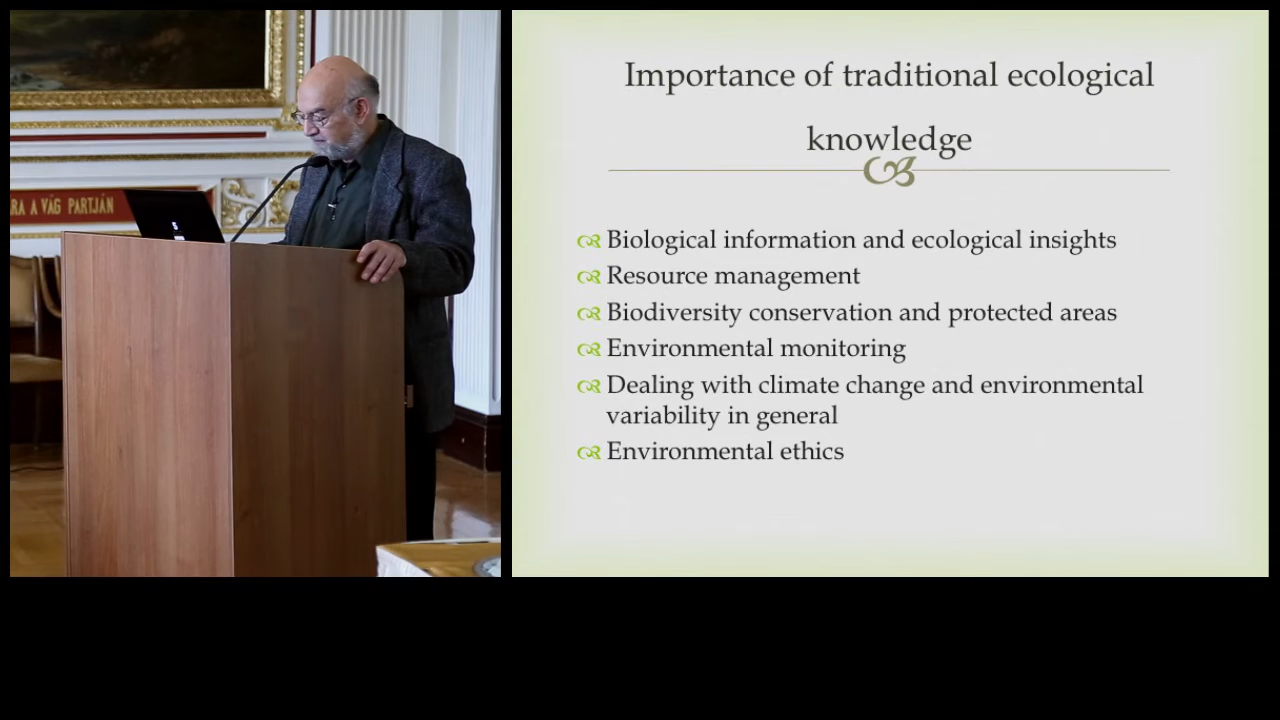 RA A VÁG PARTJÁN
Importance of traditional ecological
knowledge
Biological information and ecological insights
Resource management
Biodiversity conservation and protected areas
Environmental monitoring
Dealing with climate change and environmental
variability in general
Environmental ethics